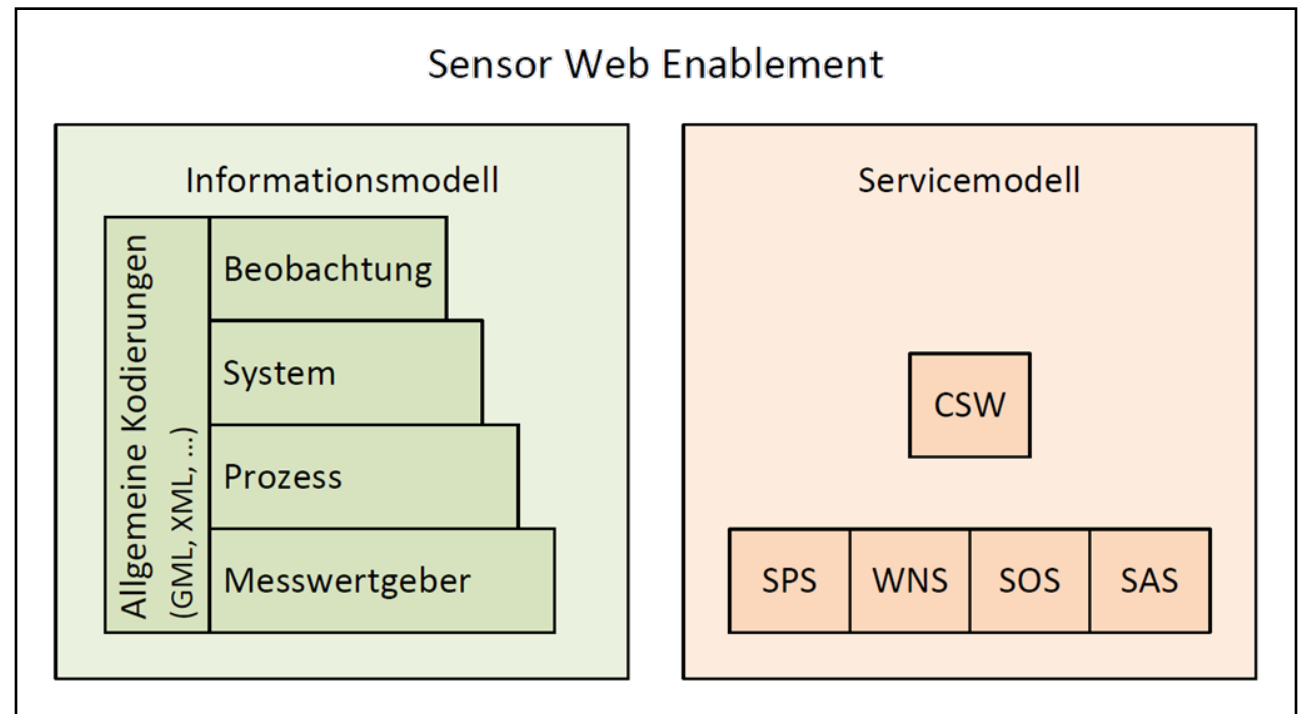 Sensor Web Enablement
Informationsmodell
Allgemeine Kodierungen
(GML, XML, ...)
Beobachtung
System
Prozess
Messwertgeber
Servicemodell
CSW
SPS
WNS
SOS
SAS